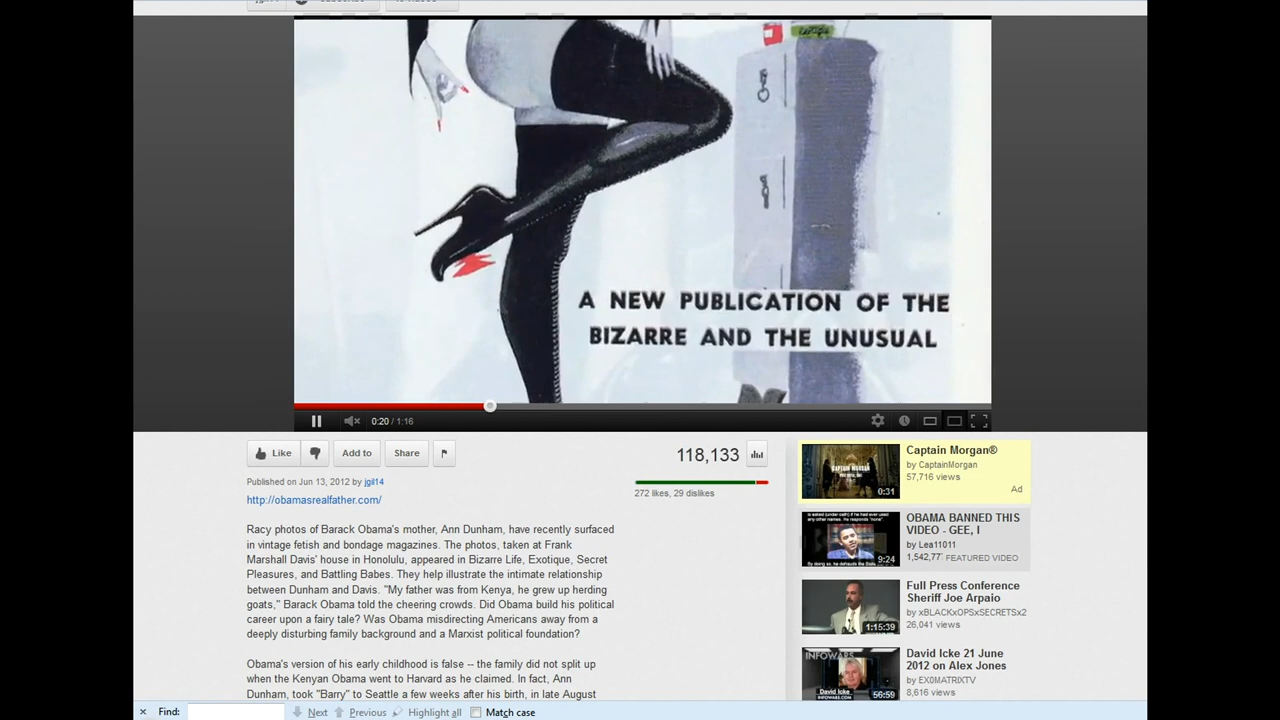 A NEW PUBLICATION OF THE
BIZARRE AND THE UNUSUAL
0:20 / 1:16
Like
Add to
Share
118,133
Published on Jun 13, 2012 by jgil14
272 likes, 29 dislikes
http://obamasrealfather.com/
Racy photos of Barack Obama's mother, Ann Dunham, have recently surfaced
in vintage fetish and bondage magazines. The photos, taken at Frank
Marshall Davis' house in Honolulu, appeared in Bizarre Life, Exotique, Secret
Pleasures, and Battling Babes. They help illustrate the intimate relationship
between Dunham and Davis. "My father was from Kenya, he grew up herding
goats," Barack Obama told the cheering crowds. Did Obama build his political
career upon a fairy tale? Was Obama misdirecting Americans away from a
deeply disturbing family background and a Marxist political foundation?
Obama's version of his early childhood is false -- the family did not split up
when the Kenyan Obama went to Harvard as he claimed. In fact, Ann
Dunham, took "Barry" to Seattle a few weeks after his birth, in late August
CAPTAIN MORGAN
0:31
Captain Morgan®
by CaptainMorgan
57,716 views
Ad
9:24
OBAMA BANNED THIS
VIDEO - GEE, I
by Lea11011
1,542,77 FEATURED VIDEO
1:15:39
Full Press Conference
Sheriff Joe Arpaio
by xBLACKxOPSxSECRETSx2
26,041 views
INFOWARS
David Icke
56:59
David Icke 21 June
2012 on Alex Jones
by EX0MATRIXTV
8,616 views
Find:
Next
Previous
Highlight all
Match case